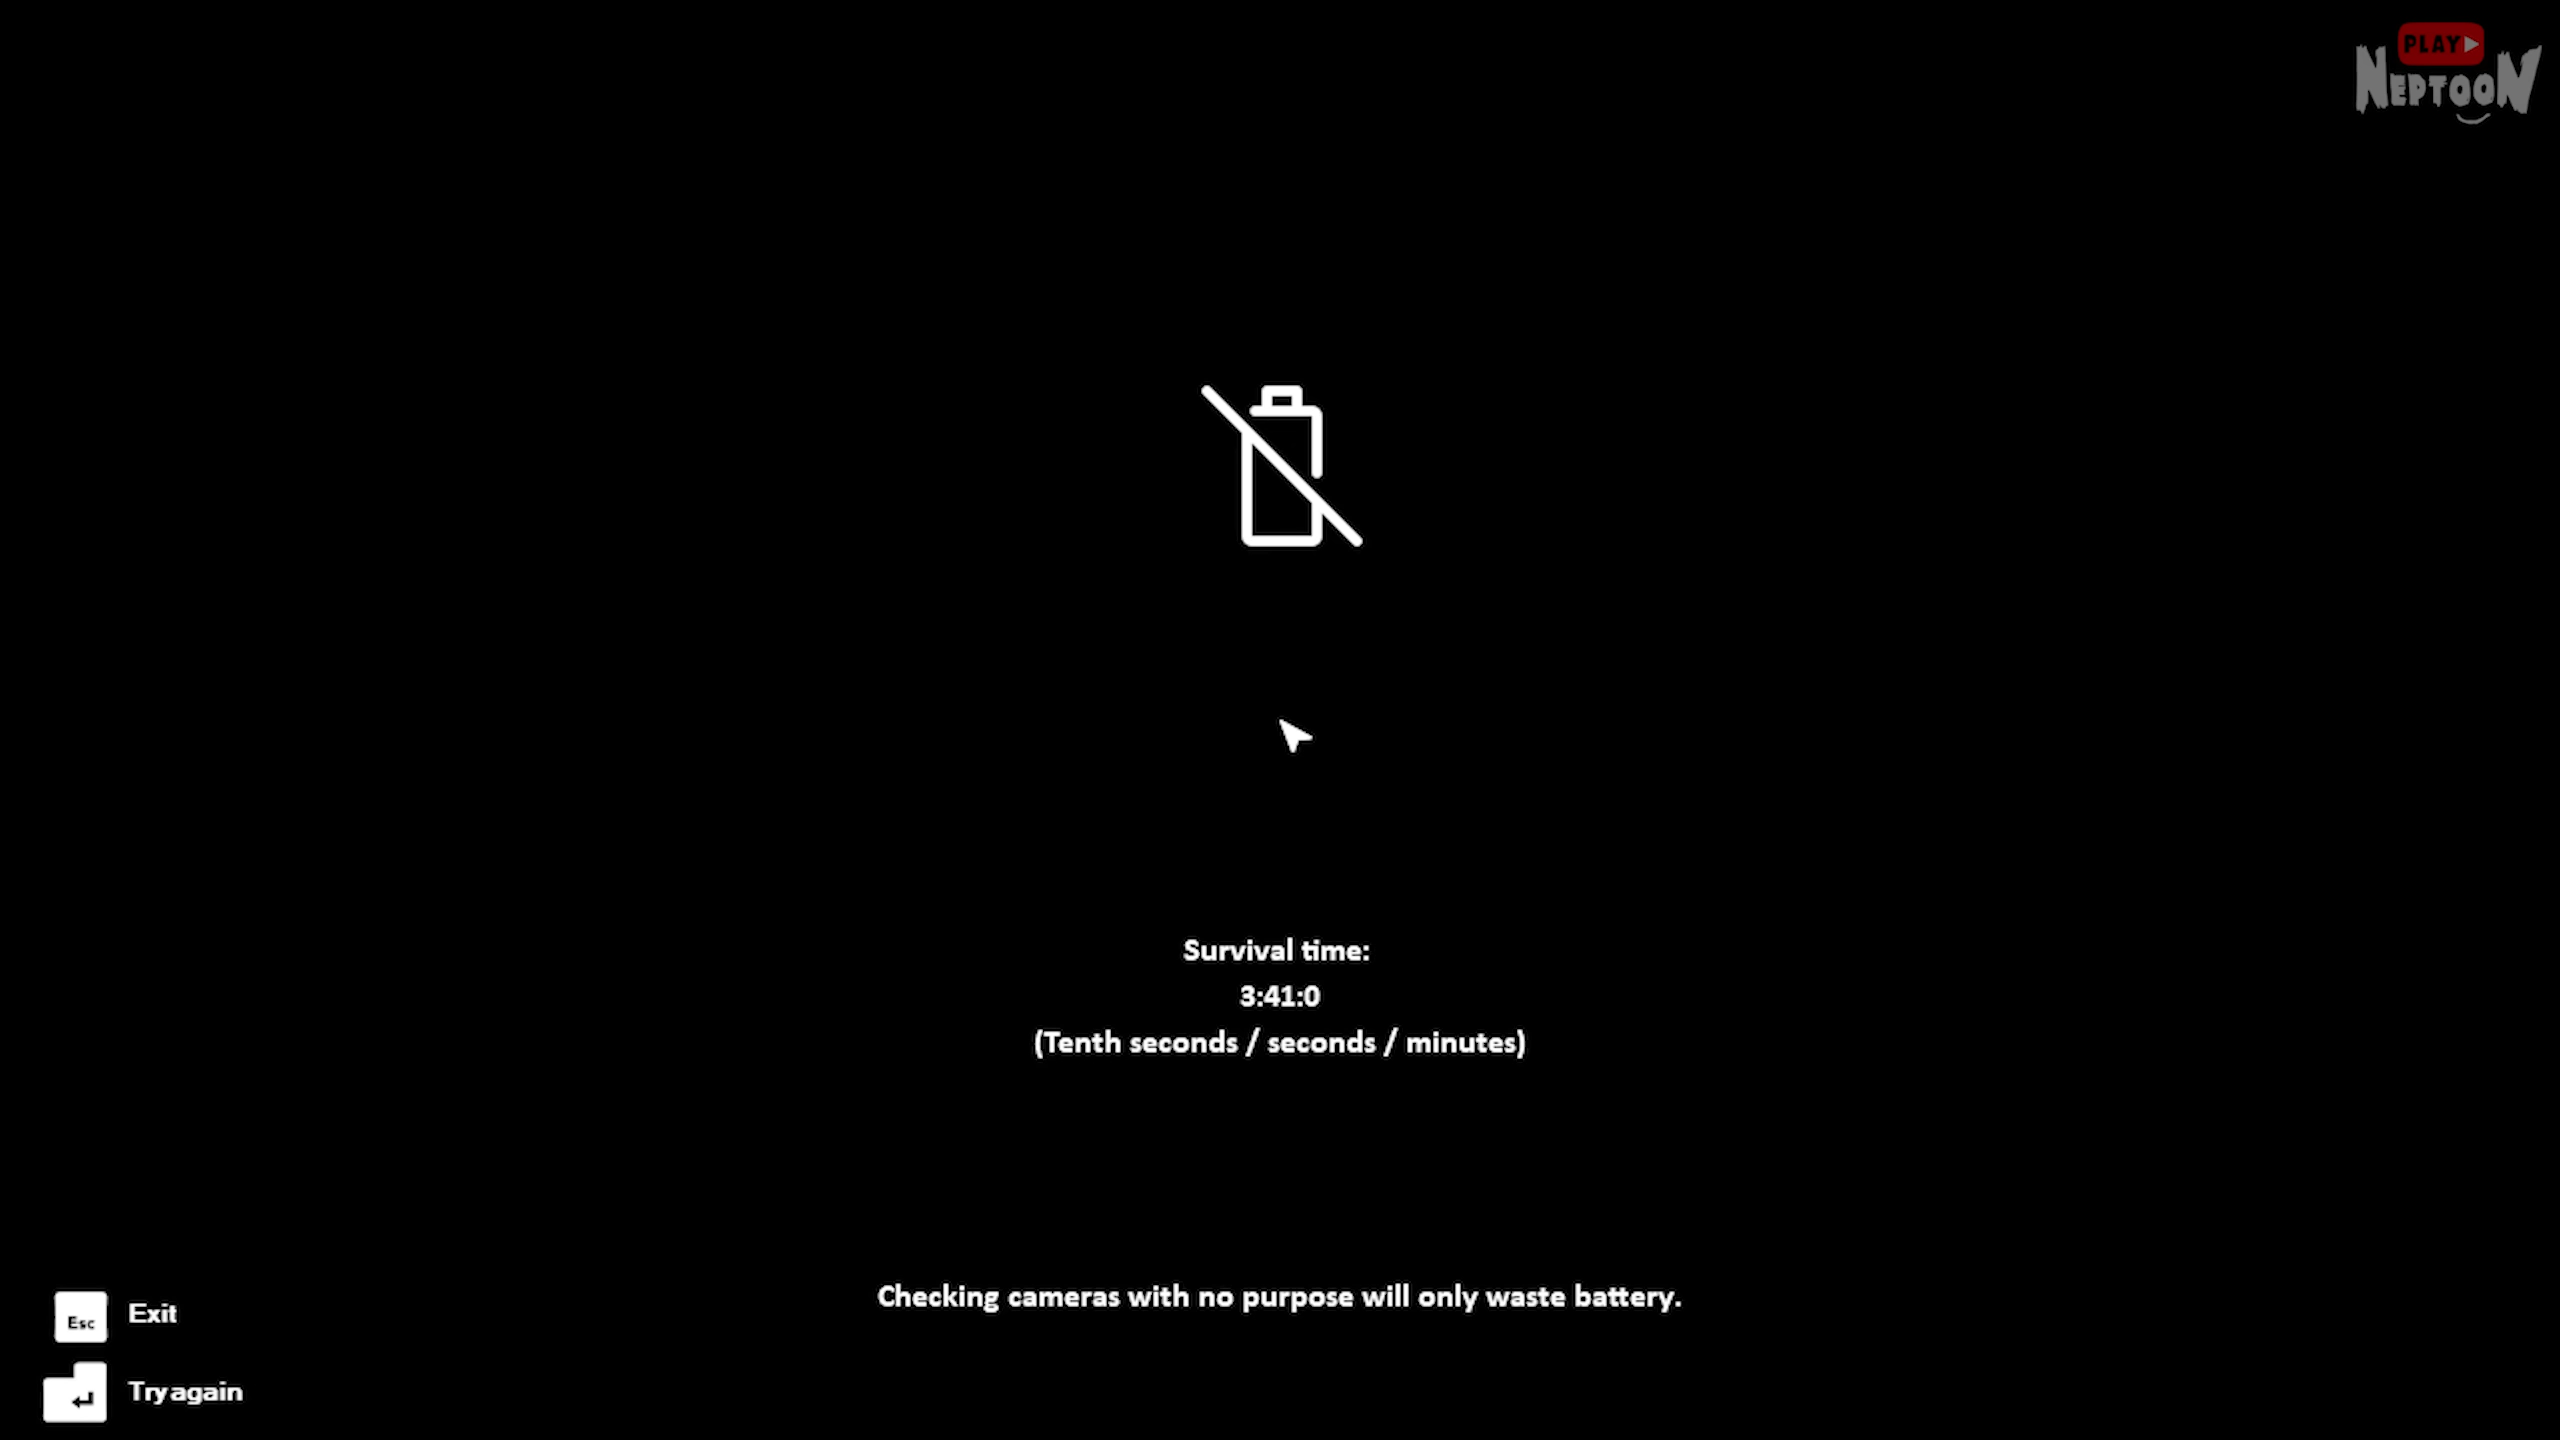 PLAY
NEPTOON
Survival time:
3:41:0
(Tenth seconds / seconds / minutes)
Checking cameras with no purpose will only waste battery.
Esc Exit
Try again